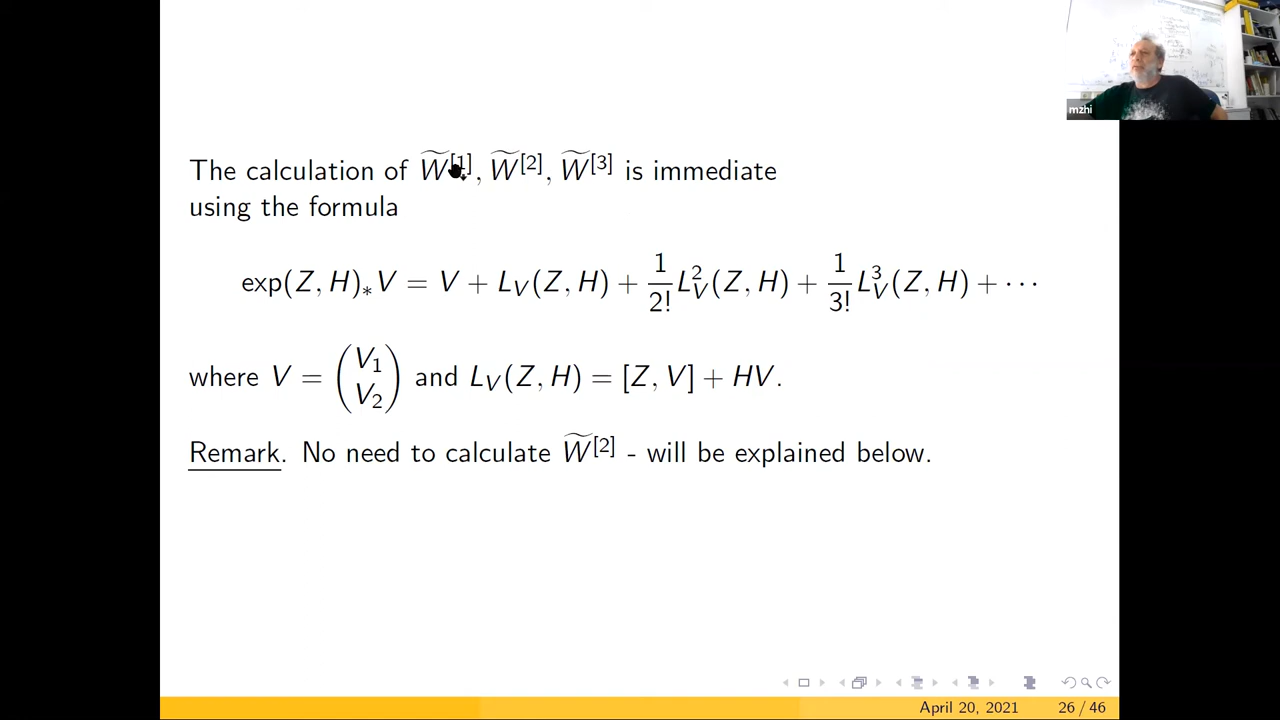 mzhi
The calculation of W̃^[1], W̃^[2], W̃^[3] is immediate
using the formula
exp(Z, H)_* V = V + L_V(Z, H) + 1/2! L_V^2(Z, H) + 1/3! L_V^3(Z, H) + ···
where V = (V_1 V_2) and L_V(Z, H) = [Z, V] + HV.
Remark. No need to calculate W̃^[2] - will be explained below.
April 20, 2021 26 / 46